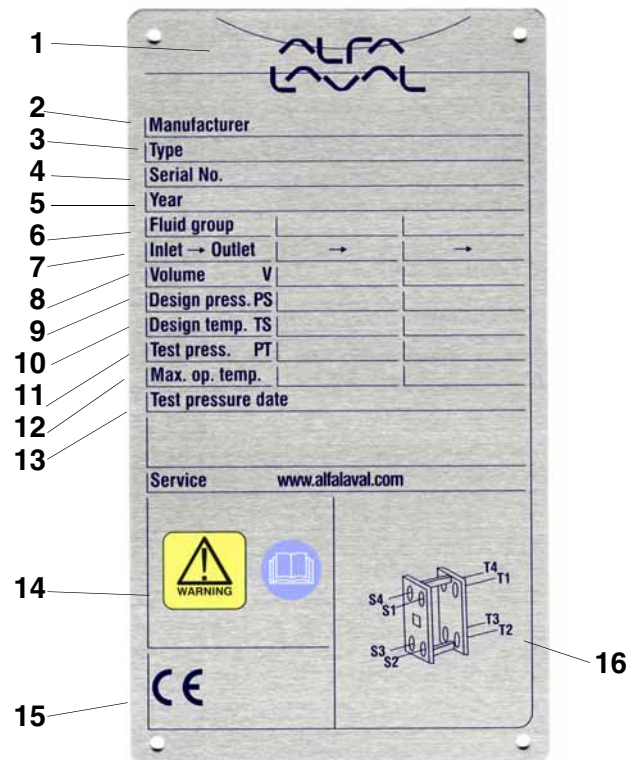 1
ALFA
LAVAL
2 Manufacturer
3 Type
4 Serial No.
5 Year
6 Fluid group
7 Inlet → Outlet → →
8 Volume V
9 Design press. PS
10 Design temp. TS
11 Test press. PT
12 Max. op. temp.
13 Test pressure date
Service www.alfalaval.com
14 WARNING
S4 T4
S1 T1
S3 T3
S2 T2
16
15 CE